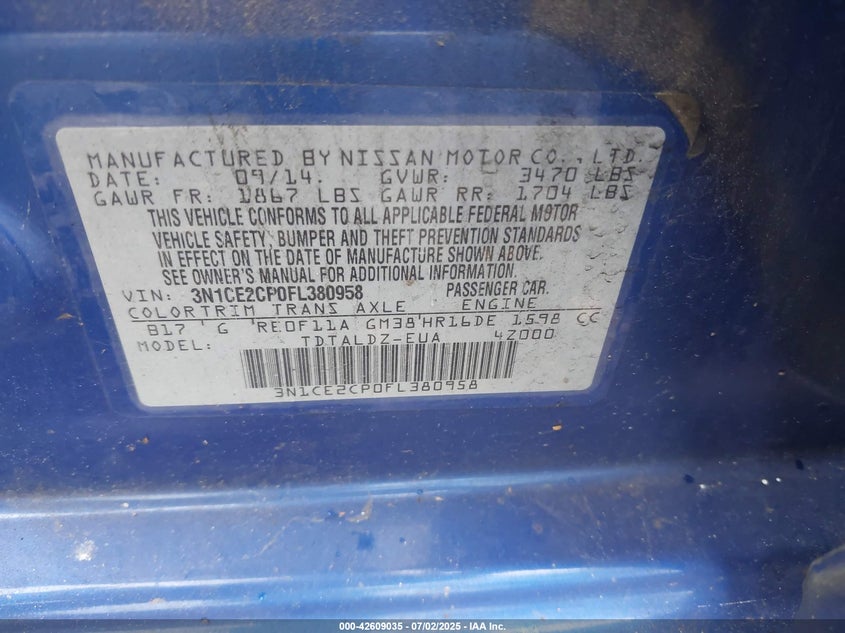 MANUFACTURED BY NISSAN MOTOR CO., LTD.
DATE: 09/14. GVWR: 3470 LBS
GAWR FR: 1867 LBS GAWR RR: 1704 LBS
THIS VEHICLE CONFORMS TO ALL APPLICABLE FEDERAL MOTOR
VEHICLE SAFETY, BUMPER AND THEFT PREVENTION STANDARDS
IN EFFECT ON THE DATE OF MANUFACTURE SHOWN ABOVE.
SEE OWNER'S MANUAL FOR ADDITIONAL INFORMATION.
VIN: 3N1CE2CP0FL380958 PASSENGER CAR.
COLOR TRIM TRANS AXLE ENGINE
B17 ' G 'RE0F11A GM38'HR16DE 1598 CC
MODEL: TDTALDZ-EUA 4Z000
3N1CE2CP0FL380958
000-42609035 - 07/02/2025 - IAA Inc.